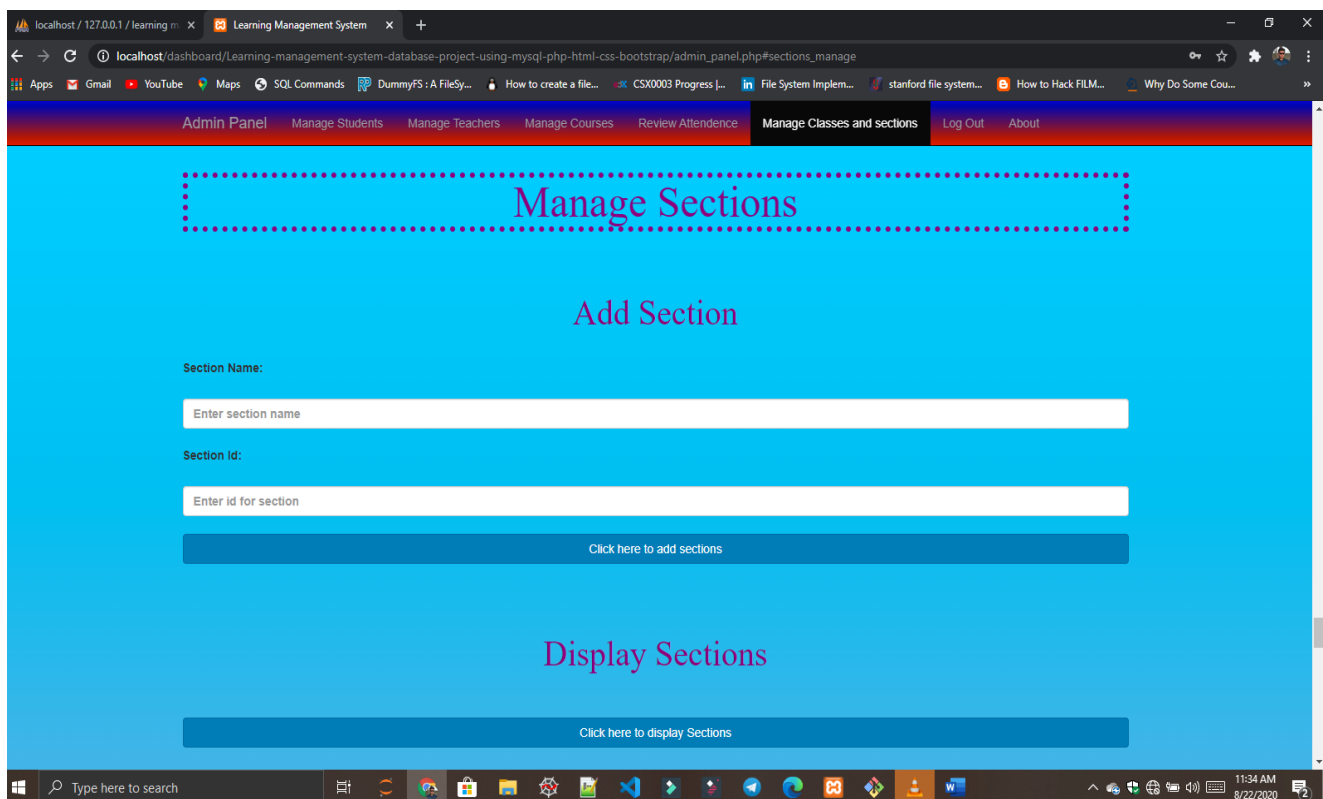 localhost / 127.0.0.1 / learning m
Learning Management System
localhost/dashboard/Learning-management-system-database-project-using-mysql-php-html-css-bootstrap/admin_panel.php#sections_manage
Apps Gmail YouTube Maps SQL Commands DummyFS : A FileSy... How to create a file... CSX0003 Progress |... File System Implem... stanford file system... How to Hack FILM... Why Do Some Cou... »
Admin Panel Manage Students Manage Teachers Manage Courses Review Attendence Manage Classes and sections Log Out About
Manage Sections
Add Section
Section Name:
Enter section name
Section Id:
Enter id for section
Click here to add sections
Display Sections
Click here to display Sections
Type here to search
11:34 AM
8/22/2020